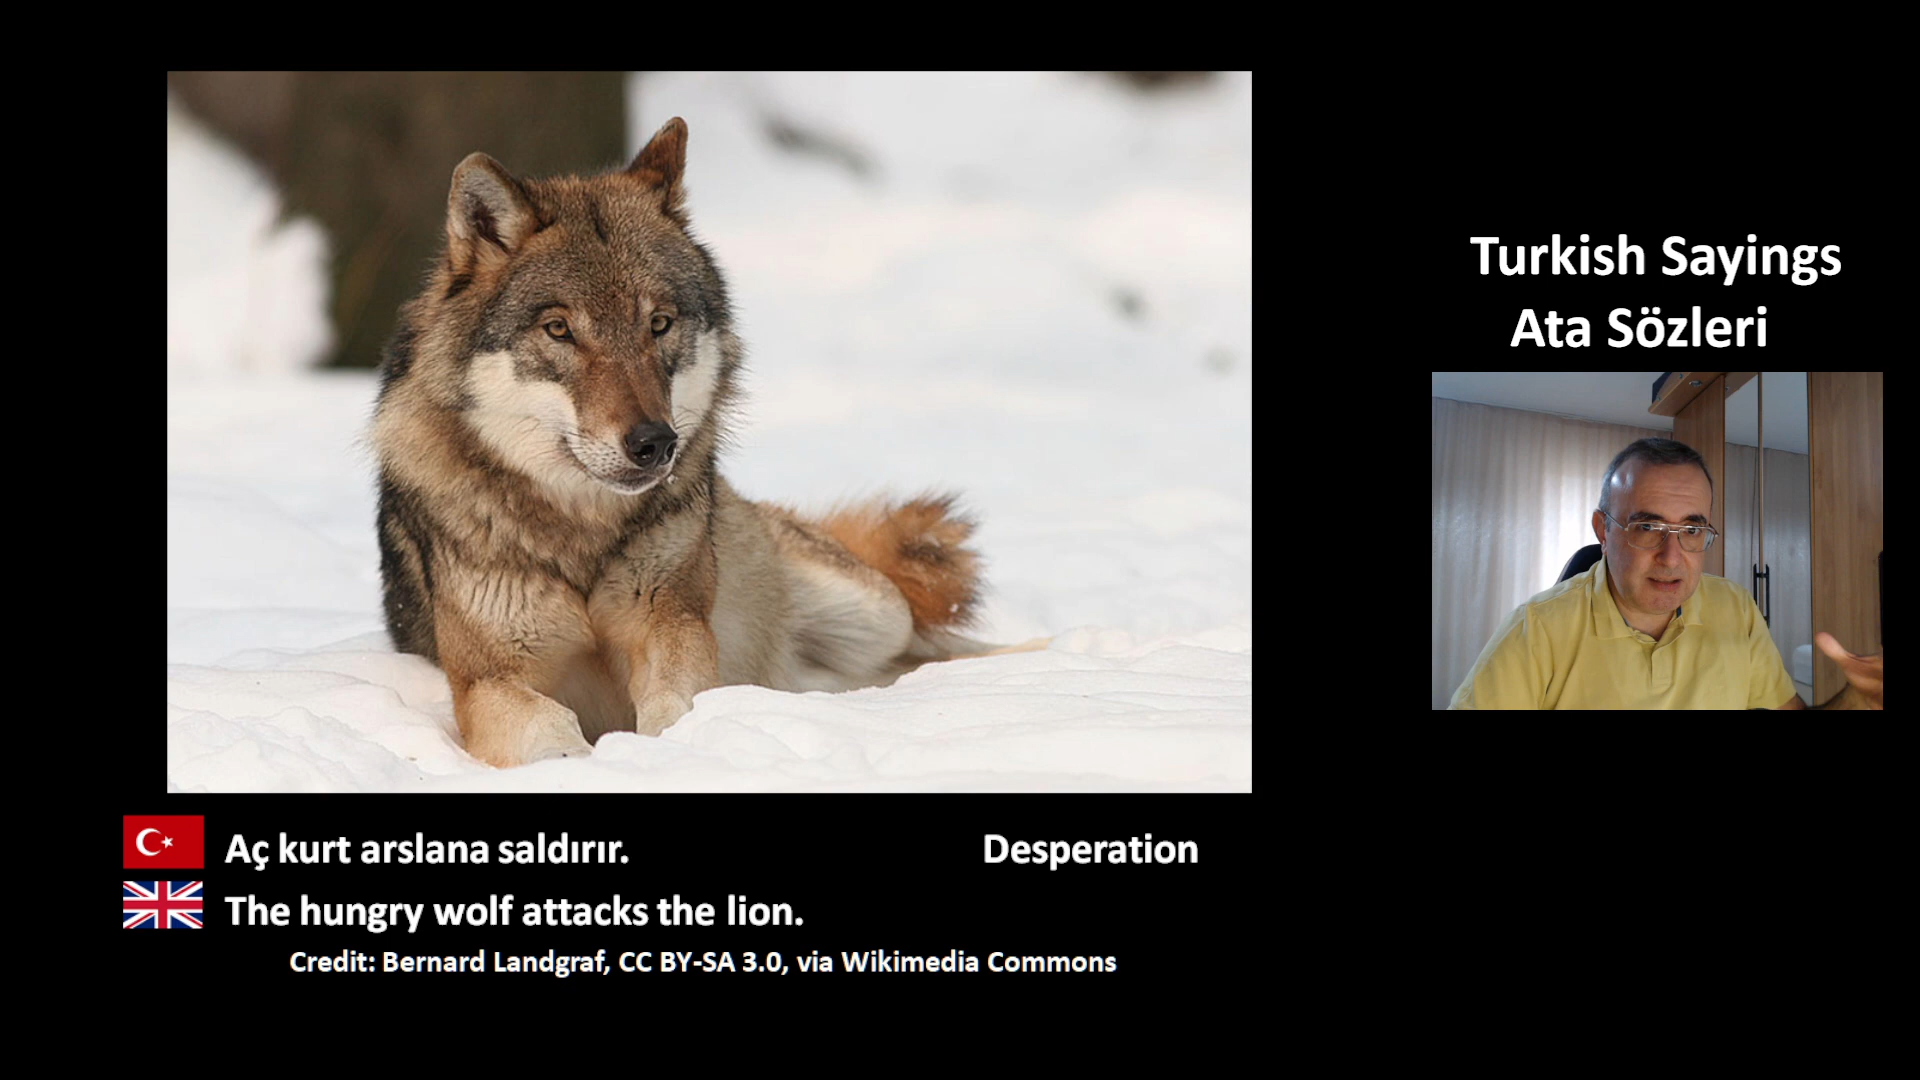 Turkish Sayings
Ata Sözleri
Aç kurt arslana saldırır.
Desperation
The hungry wolf attacks the lion.
Credit: Bernard Landgraf, CC BY-SA 3.0, via Wikimedia Commons